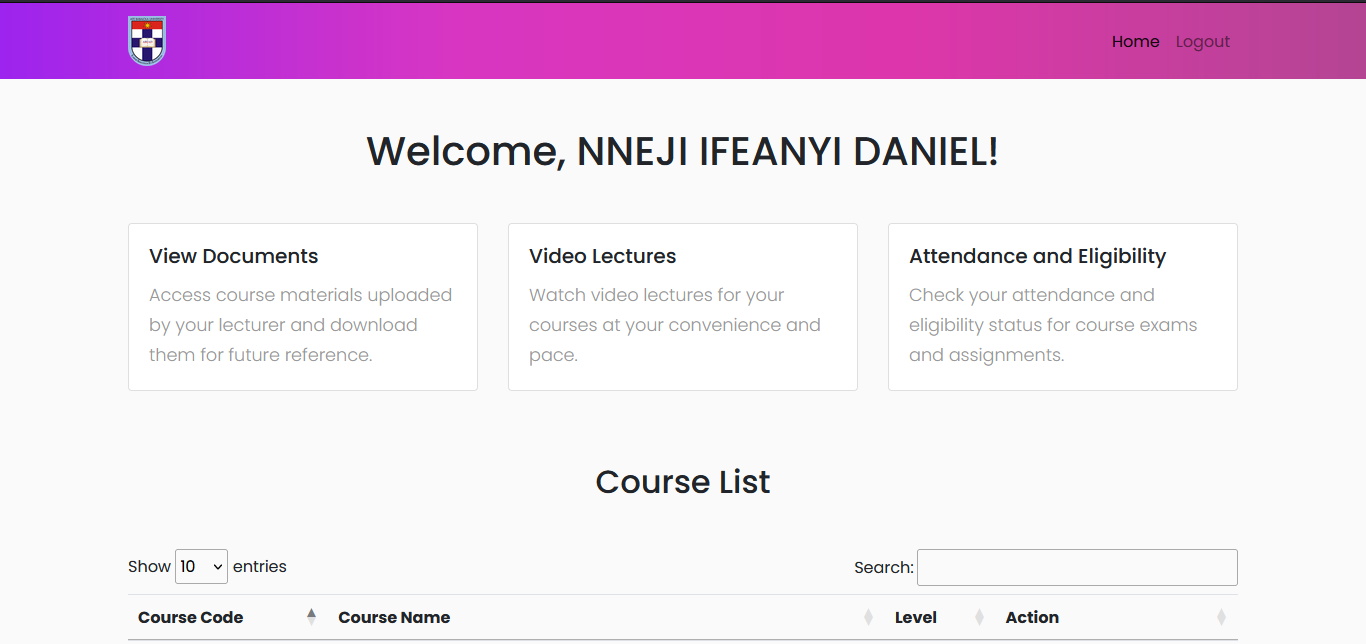 Home Logout
Welcome, NNEJI IFEANYI DANIEL!
View Documents
Access course materials uploaded
by your lecturer and download
them for future reference.
Video Lectures
Watch video lectures for your
courses at your convenience and
pace.
Attendance and Eligibility
Check your attendance and
eligibility status for course exams
and assignments.
Course List
Show 10 entries
Search:
Course Code Course Name Level Action